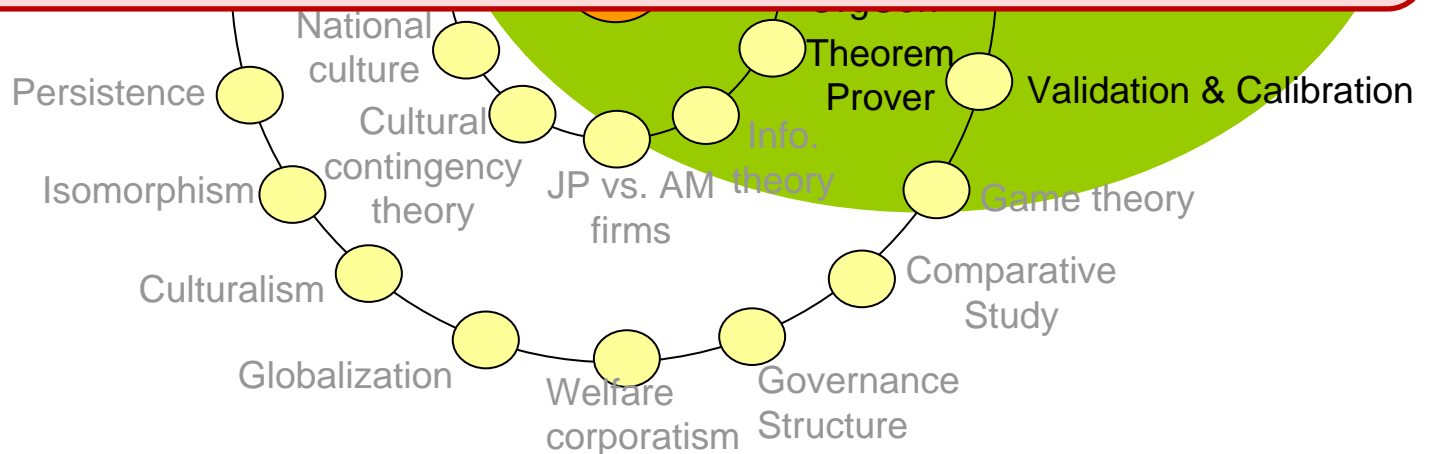 National
culture
Theorem
Prover
Persistence
Validation & Calibration
Cultural
contingency
theory
Info.
theory
JP vs. AM
firms
Isomorphism
Game theory
Culturalism
Comparative
Study
Globalization
Welfare
corporatism
Governance
Structure